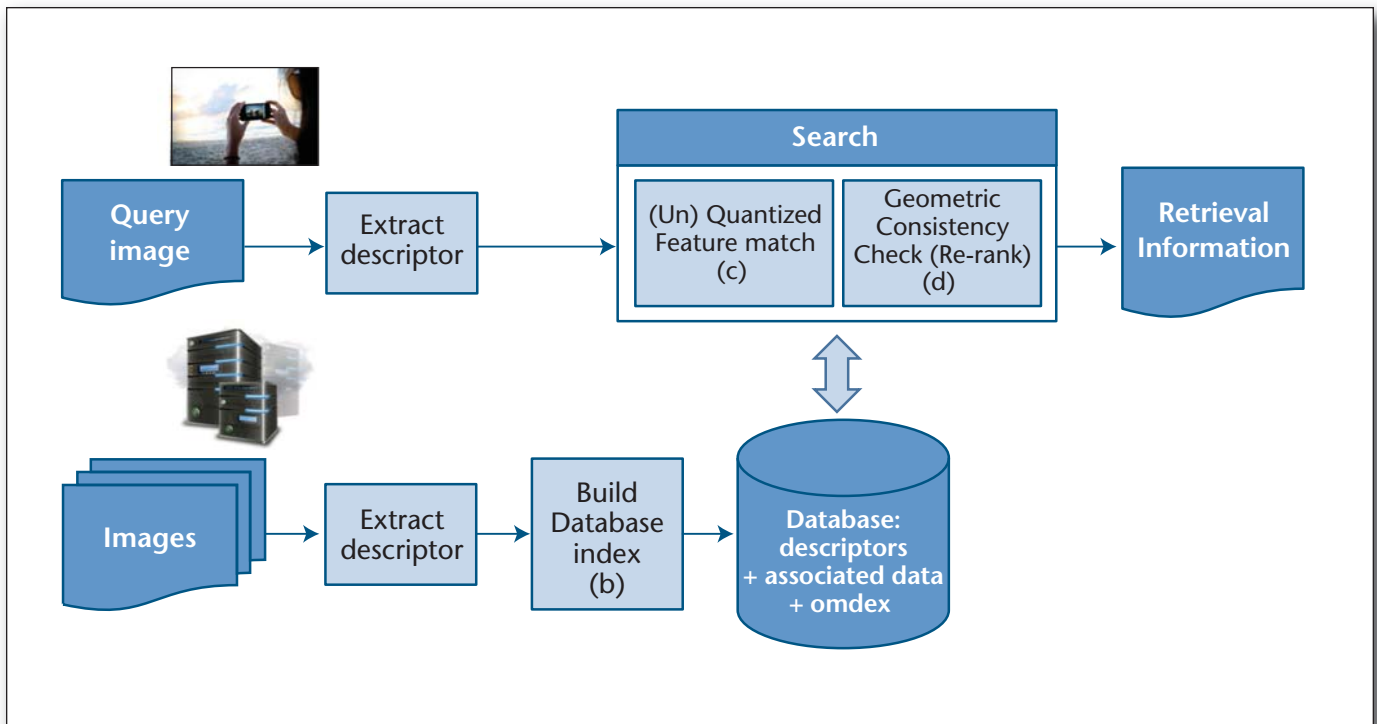 Search
Query
image
Extract
descriptor
(Un) Quantized
Feature match
(c)
Geometric
Consistency
Check (Re-rank)
(d)
Retrieval
Information
Images
Extract
descriptor
Build
Database
index
(b)
Database:
descriptors
+ associated data
+ omdex